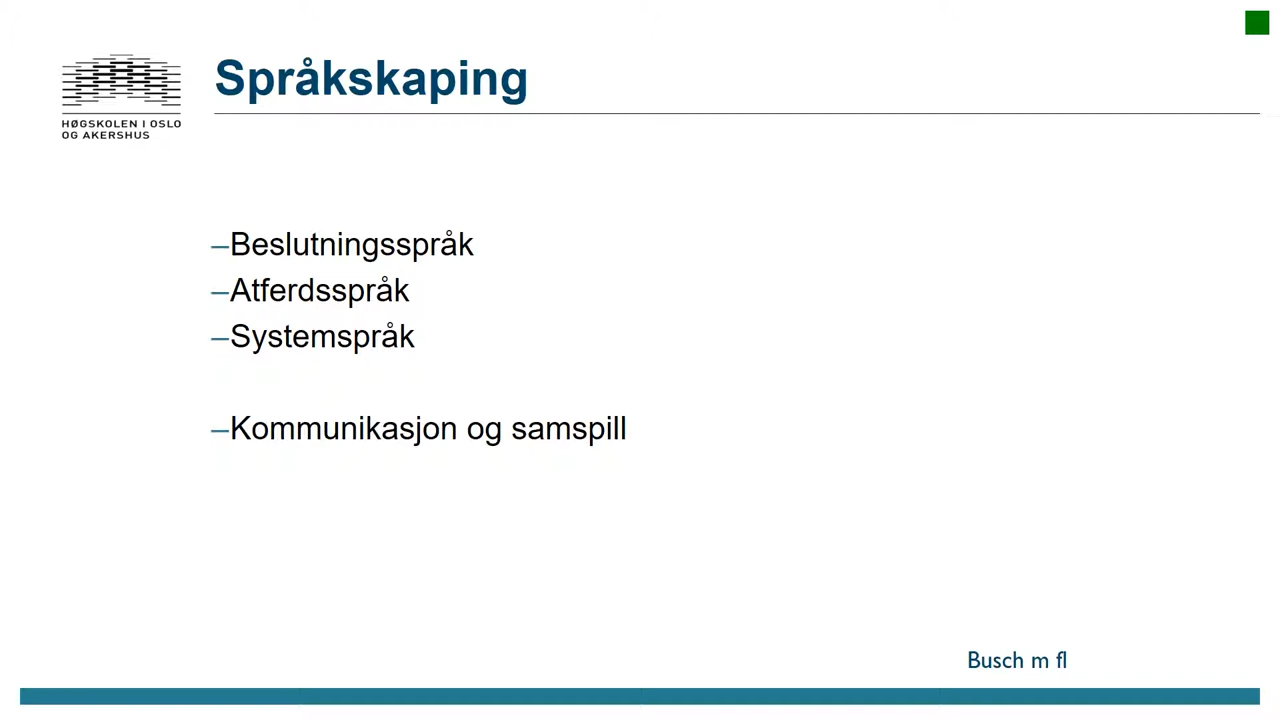 Språkskaping
HØGSKOLEN I OSLO
OG AKERSHUS
–Beslutningsspråk
–Atferdsspråk
–Systemspråk
–Kommunikasjon og samspill
Busch m fl